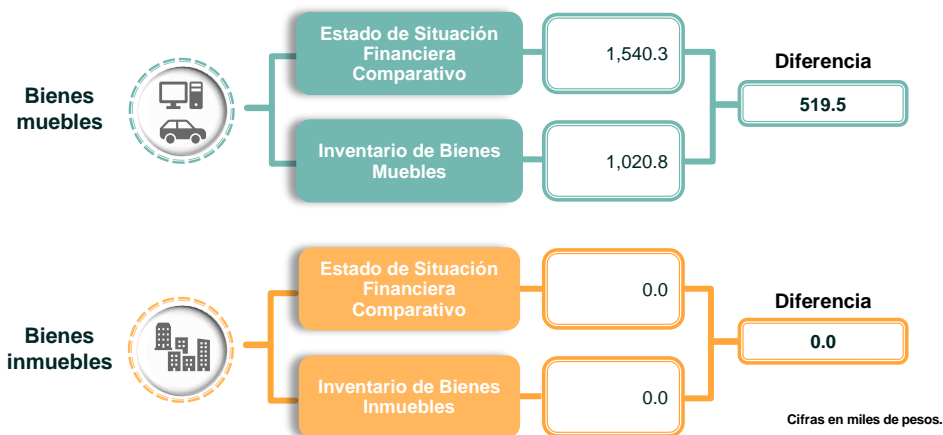 Bienes
muebles
Estado de Situación
Financiera
Comparativo
1,540.3
Inventario de Bienes
Muebles
1,020.8
Diferencia
519.5
Bienes
inmuebles
Estado de Situación
Financiera
Comparativo
0.0
Inventario de Bienes
Inmuebles
0.0
Diferencia
0.0
Cifras en miles de pesos.